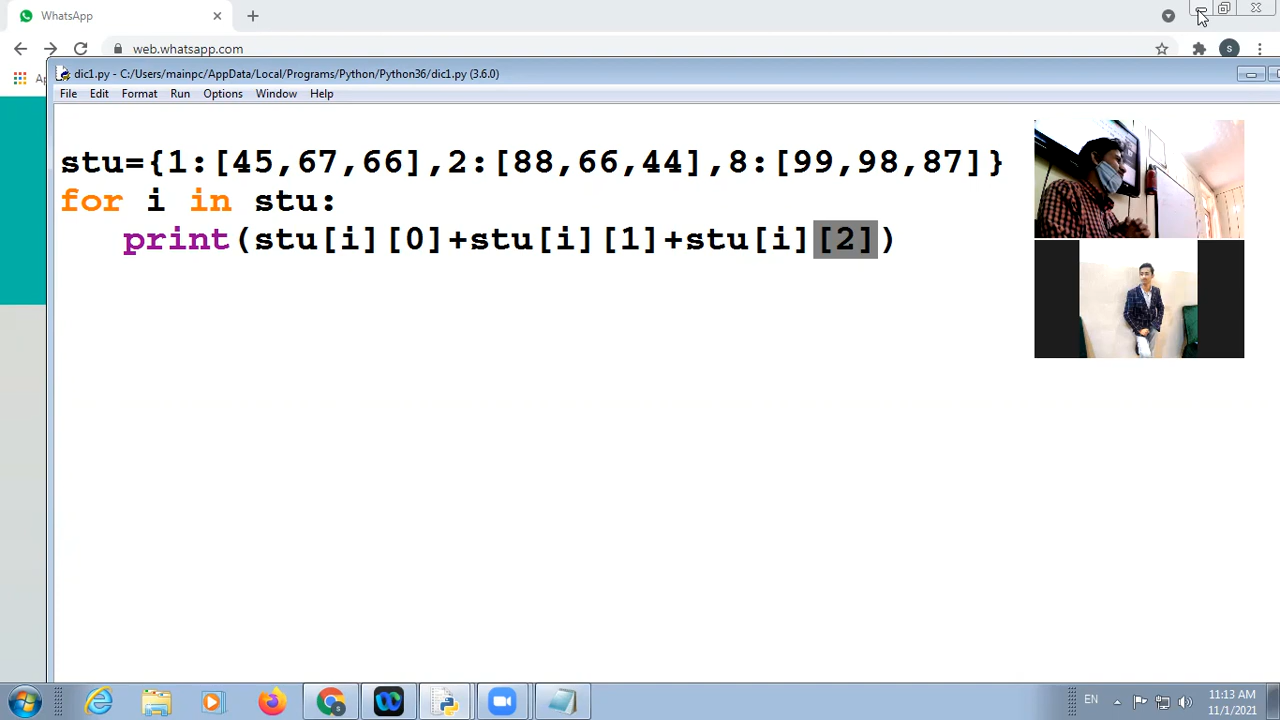 WhatsApp
web.whatsapp.com
S
dic1.py - C:/Users/mainpc/AppData/Local/Programs/Python/Python36/dic1.py (3.6.0)
File Edit Format Run Options Window Help
stu={1:[45,67,66],2:[88,66,44],8:[99,98,87]}
for i in stu:
print(stu[i][0]+stu[i][1]+stu[i][2])
EN
11:13 AM
11/1/2021